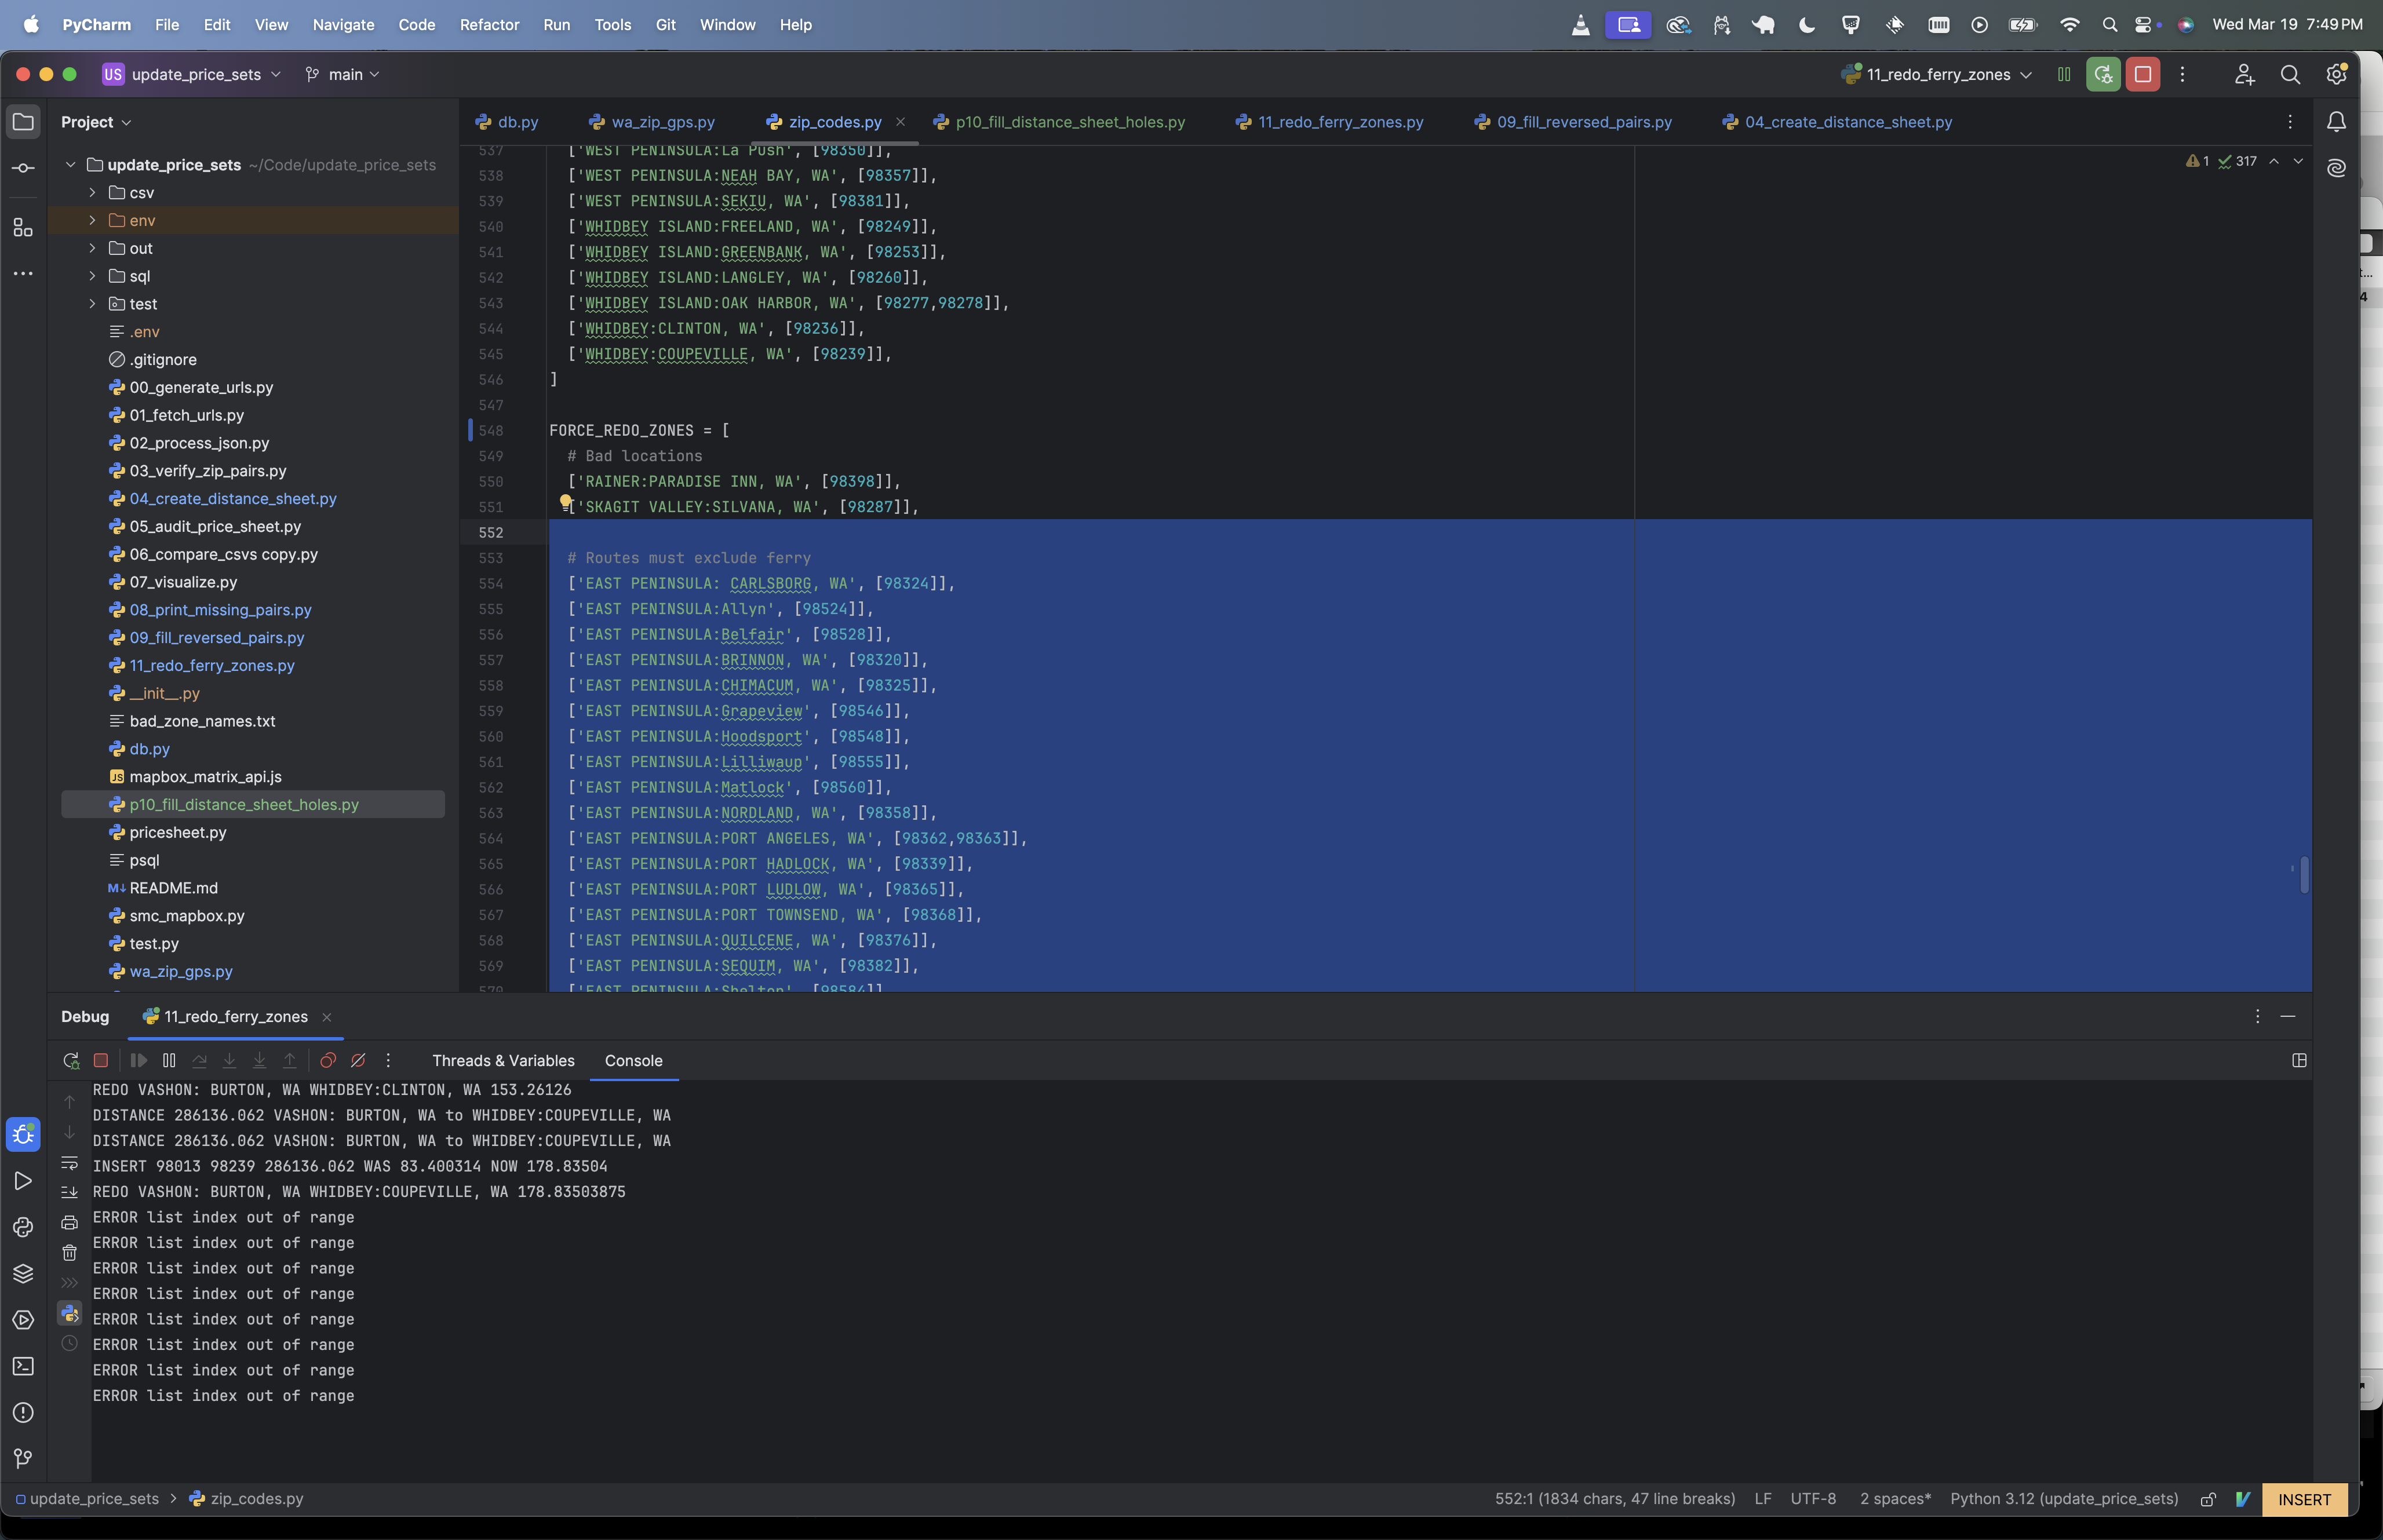 PyCharm File Edit View Navigate Code Refactor Run Tools Git Window Help Wed Mar 19 7:49 PM
US update_price_sets main 11_redo_ferry_zones
Project
update_price_sets ~/Code/update_price_sets
csv
env
out
sql
test
.env
.gitignore
00_generate_urls.py
01_fetch_urls.py
02_process_json.py
03_verify_zip_pairs.py
04_create_distance_sheet.py
05_audit_price_sheet.py
06_compare_csvs copy.py
07_visualize.py
08_print_missing_pairs.py
09_fill_reversed_pairs.py
11_redo_ferry_zones.py
__init__.py
bad_zone_names.txt
db.py
JS mapbox_matrix_api.js
p10_fill_distance_sheet_holes.py
pricesheet.py
psql
M↓ README.md
smc_mapbox.py
test.py
wa_zip_gps.py
db.py wa_zip_gps.py zip_codes.py p10_fill_distance_sheet_holes.py 11_redo_ferry_zones.py 09_fill_reversed_pairs.py 04_create_distance_sheet.py
1 317
537 ['WEST PENINSULA:La Push', [98350]],
538 ['WEST PENINSULA:NEAH BAY, WA', [98357]],
539 ['WEST PENINSULA:SEKIU, WA', [98381]],
540 ['WHIDBEY ISLAND:FREELAND, WA', [98249]],
541 ['WHIDBEY ISLAND:GREENBANK, WA', [98253]],
542 ['WHIDBEY ISLAND:LANGLEY, WA', [98260]],
543 ['WHIDBEY ISLAND:OAK HARBOR, WA', [98277,98278]],
544 ['WHIDBEY:CLINTON, WA', [98236]],
545 ['WHIDBEY:COUPEVILLE, WA', [98239]],
546 ]
547
548 FORCE_REDO_ZONES = [
549 # Bad locations
550 ['RAINER:PARADISE INN, WA', [98398]],
551 ['SKAGIT VALLEY:SILVANA, WA', [98287]],
552
553 # Routes must exclude ferry
554 ['EAST PENINSULA: CARLSBORG, WA', [98324]],
555 ['EAST PENINSULA:Allyn', [98524]],
556 ['EAST PENINSULA:Belfair', [98528]],
557 ['EAST PENINSULA:BRINNON, WA', [98320]],
558 ['EAST PENINSULA:CHIMACUM, WA', [98325]],
559 ['EAST PENINSULA:Grapeview', [98546]],
560 ['EAST PENINSULA:Hoodsport', [98548]],
561 ['EAST PENINSULA:Lilliwaup', [98555]],
562 ['EAST PENINSULA:Matlock', [98560]],
563 ['EAST PENINSULA:NORDLAND, WA', [98358]],
564 ['EAST PENINSULA:PORT ANGELES, WA', [98362,98363]],
565 ['EAST PENINSULA:PORT HADLOCK, WA', [98339]],
566 ['EAST PENINSULA:PORT LUDLOW, WA', [98365]],
567 ['EAST PENINSULA:PORT TOWNSEND, WA', [98368]],
568 ['EAST PENINSULA:QUILCENE, WA', [98376]],
569 ['EAST PENINSULA:SEQUIM, WA', [98382]],
570 ['EAST PENINSULA:Shelton', [98584]]
Debug 11_redo_ferry_zones
Threads & Variables Console
REDO VASHON: BURTON, WA WHIDBEY:CLINTON, WA 153.26126
DISTANCE 286136.062 VASHON: BURTON, WA to WHIDBEY:COUPEVILLE, WA
DISTANCE 286136.062 VASHON: BURTON, WA to WHIDBEY:COUPEVILLE, WA
INSERT 98013 98239 286136.062 WAS 83.400314 NOW 178.83504
REDO VASHON: BURTON, WA WHIDBEY:COUPEVILLE, WA 178.83503875
ERROR list index out of range
ERROR list index out of range
ERROR list index out of range
ERROR list index out of range
ERROR list index out of range
ERROR list index out of range
ERROR list index out of range
ERROR list index out of range
update_price_sets > zip_codes.py 552:1 (1834 chars, 47 line breaks) LF UTF-8 2 spaces* Python 3.12 (update_price_sets) INSERT